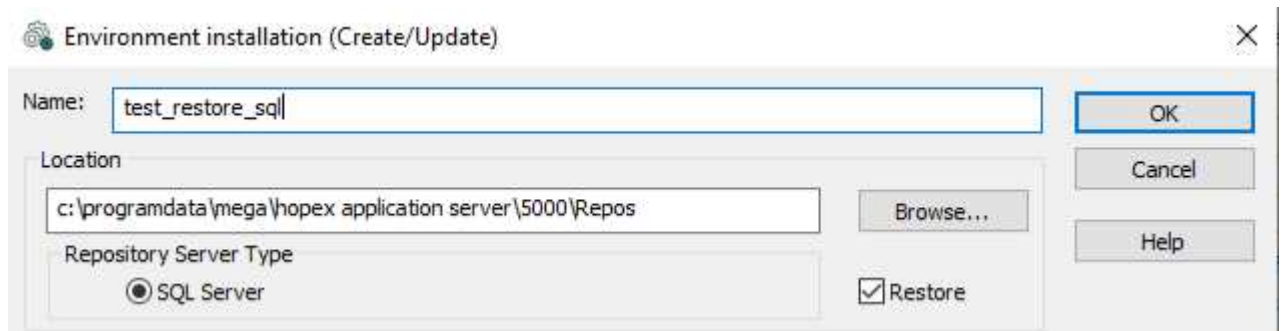 Environment installation (Create/Update)
Name: test_restore_sql OK
Location Cancel
c:\programdata\mega\hopex application server\5000\Repos Browse...
Repository Server Type Help
SQL Server Restore